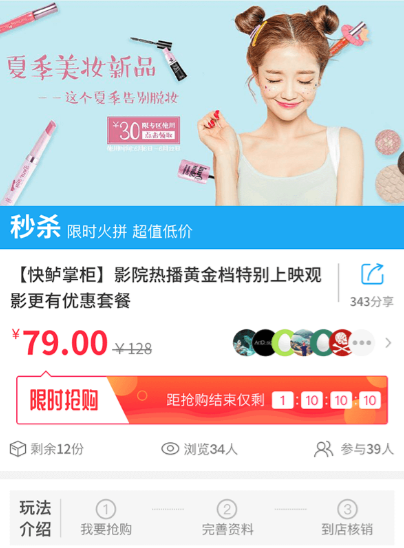 夏季美妆新品
－－这个夏季告别脱妆
¥30
点击领取
秒杀 限时火拼 超值低价
【快鲈掌柜】影院热播黄金档特别上映观
影更有优惠套餐
343分享
¥79.00 ¥128
限时抢购 距抢购结束仅剩 1 : 10 : 10 : 10
剩余12份 浏览34人 参与39人
玩法
介绍
1 2 3
我要抢购 完善资料 到店核销